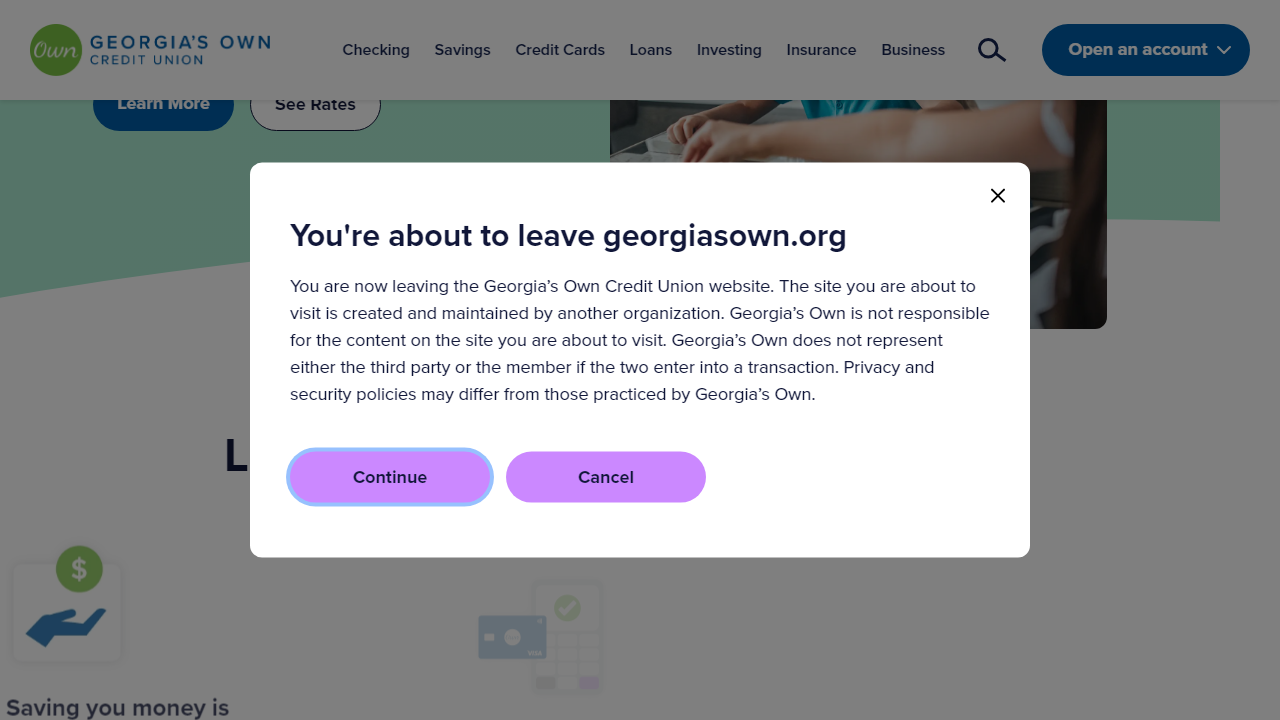 Own GEORGIA'S OWN
CREDIT UNION
Checking Savings Credit Cards Loans Investing Insurance Business Open an account
Learn More See Rates
You're about to leave georgiasown.org
You are now leaving the Georgia’s Own Credit Union website. The site you are about to
visit is created and maintained by another organization. Georgia’s Own is not responsible
for the content on the site you are about to visit. Georgia’s Own does not represent
either the third party or the member if the two enter into a transaction. Privacy and
security policies may differ from those practiced by Georgia’s Own.
L
Continue Cancel
$
VISA
Saving you money is